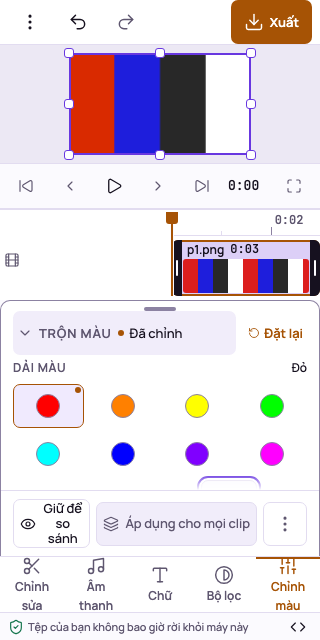 Xuất
0:00
0:02
p1.png 0:03
TRỘN MÀU Đã chỉnh
Đặt lại
DẢI MÀU
Đỏ
Giữ để
so
sánh
Áp dụng cho mọi clip
Chỉnh
sửa
Âm
thanh
Chữ
Bộ lọc
Chỉnh
màu
Tệp của bạn không bao giờ rời khỏi máy này